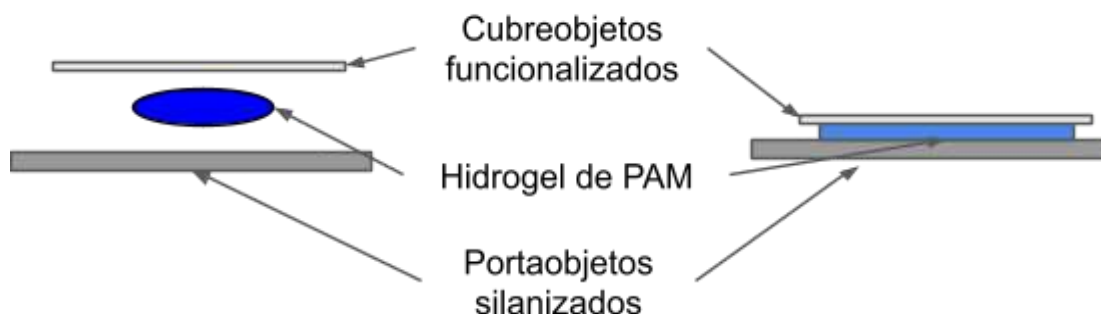 Cubreobjetos
funcionalizados
Hidrogel de PAM
Portaobjetos
silanizados